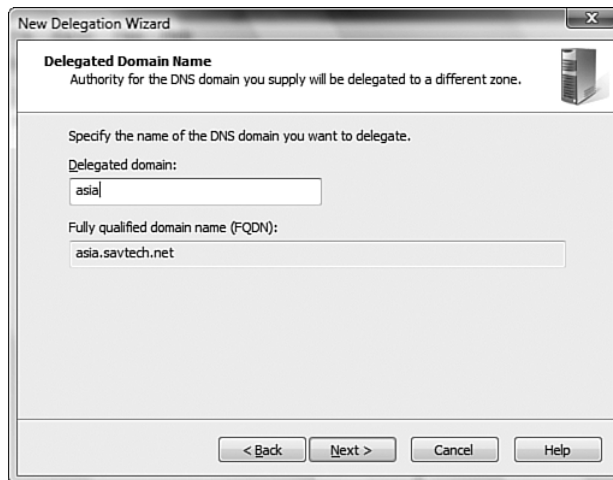 New Delegation Wizard
Delegated Domain Name
Authority for the DNS domain you supply will be delegated to a different zone.
Specify the name of the DNS domain you want to delegate.
Delegated domain:
asia
Fully qualified domain name (FQDN):
asia.savtech.net
< Back
Next >
Cancel
Help